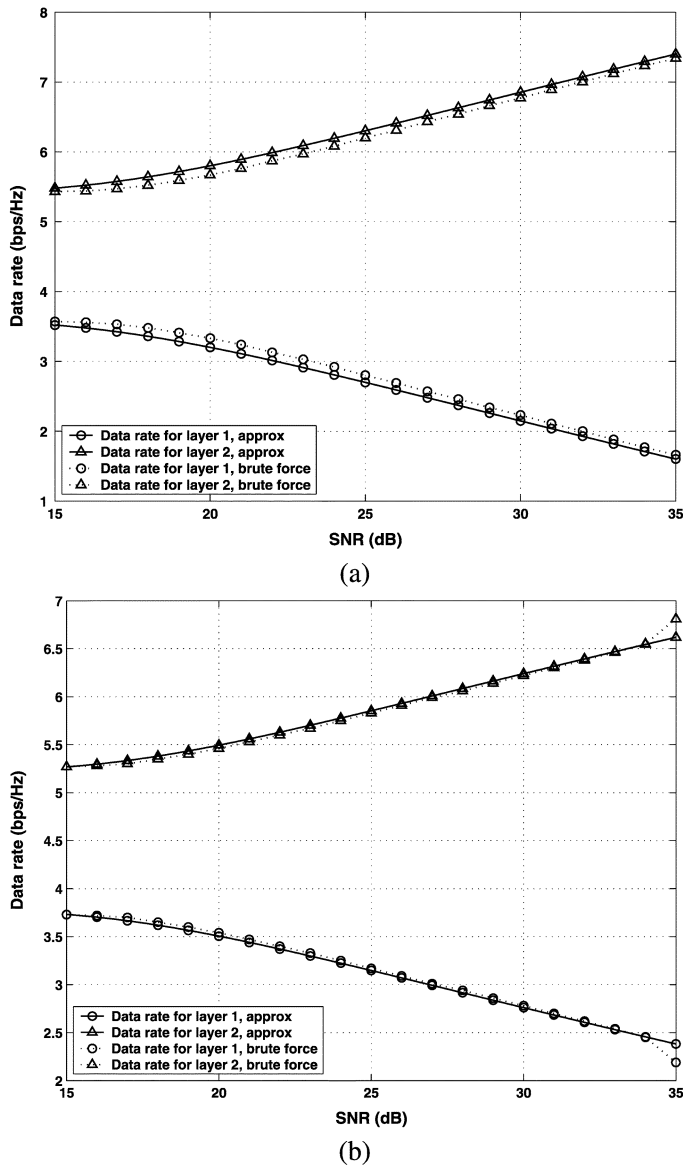 8
7
6
5
4
3
2
1
Data rate (bps/Hz)
Data rate for layer 1, approx
Data rate for layer 2, approx
Data rate for layer 1, brute force
Data rate for layer 2, brute force
15 20 25 30 35
SNR (dB)
(a)
7
6.5
6
5.5
5
4.5
4
3.5
3
2.5
2
Data rate (bps/Hz)
Data rate for layer 1, approx
Data rate for layer 2, approx
Data rate for layer 1, brute force
Data rate for layer 2, brute force
15 20 25 30 35
SNR (dB)
(b)